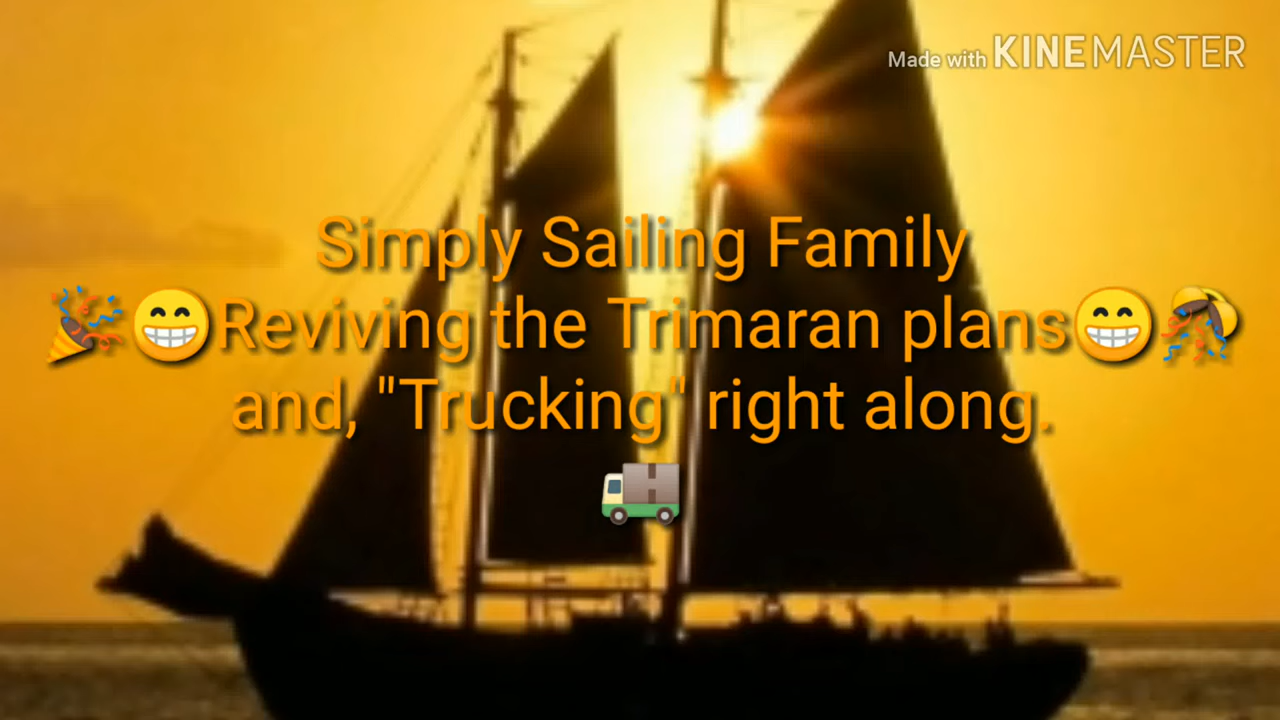 Made with KINEMASTER
Simply Sailing Family
🎉😁Reviving the Trimaran plans😁🎊
and, "Trucking" right along.
🚚